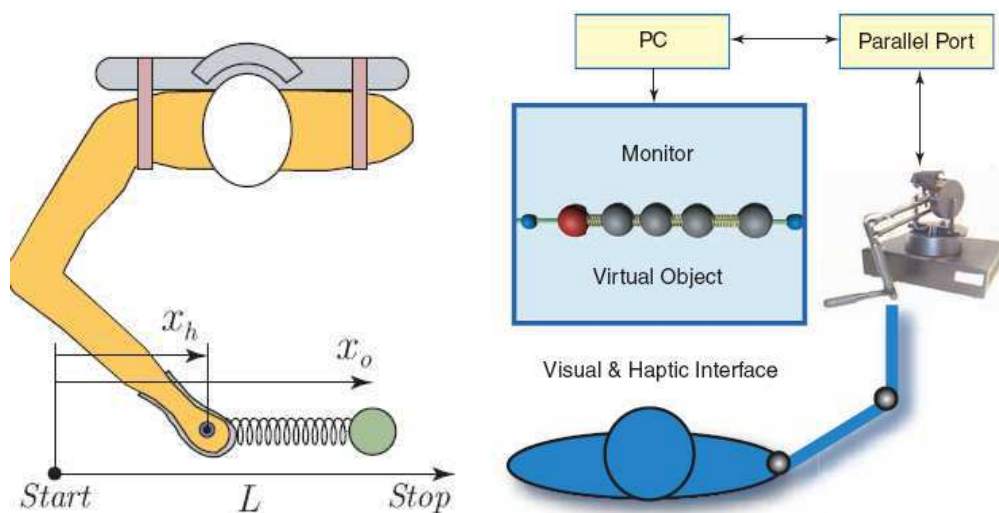 x_h
x_o
Start
L
Stop
PC
Parallel Port
Monitor
Virtual Object
Visual & Haptic Interface